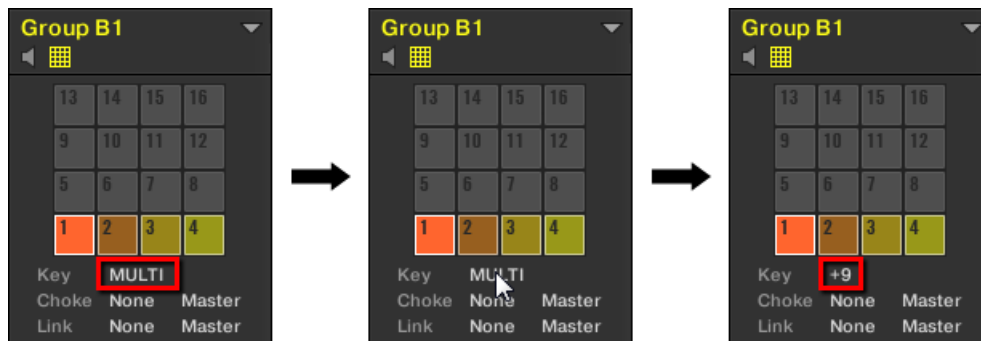 Group B1
13 14 15 16
9 10 11 12
5 6 7 8
1 2 3 4
Key MULTI
Choke None Master
Link None Master
Group B1
13 14 15 16
9 10 11 12
5 6 7 8
1 2 3 4
Key MULTI
Choke None Master
Link None Master
Group B1
13 14 15 16
9 10 11 12
5 6 7 8
1 2 3 4
Key +9
Choke None Master
Link None Master